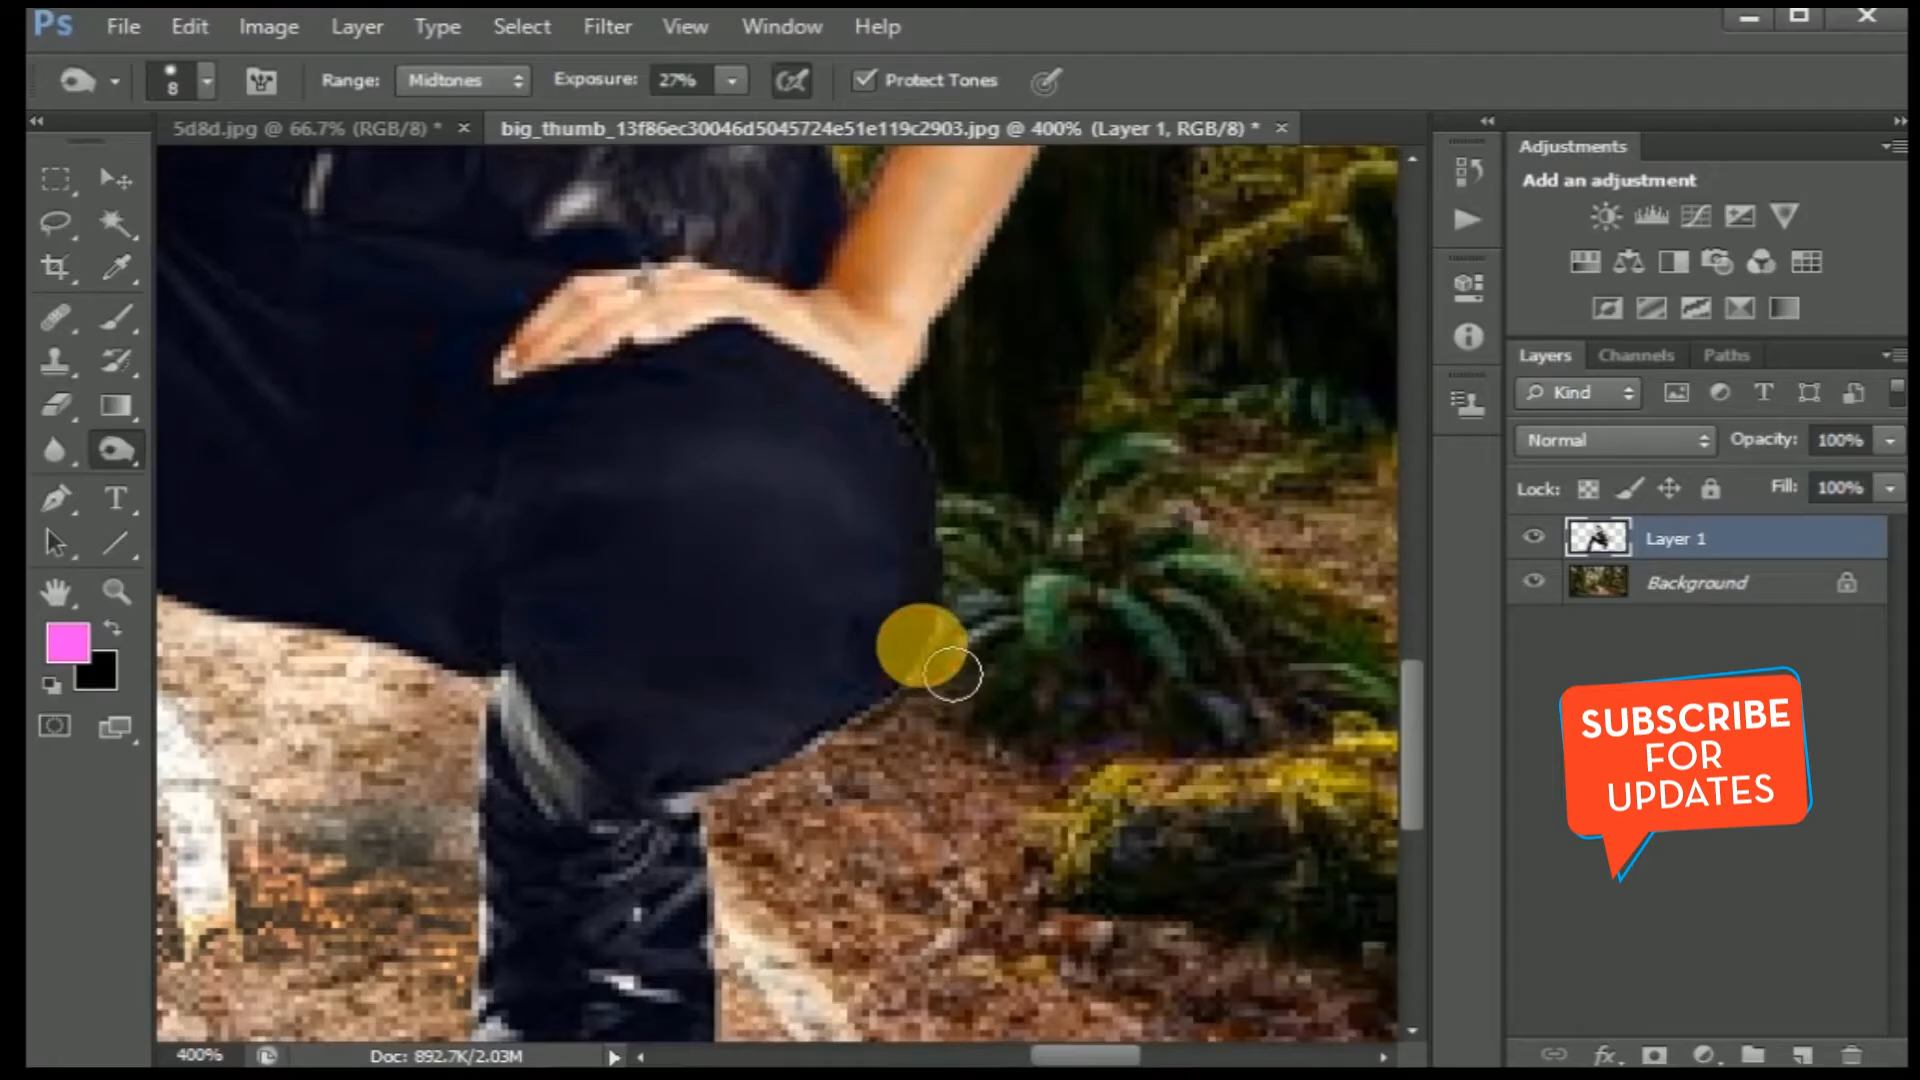 Ps File Edit Image Layer Type Select Filter View Window Help
8 Range: Midtones Exposure: 27% Protect Tones
5d8d.jpg @ 66.7% (RGB/8) * × big_thumb_13f86ec30046d5045724e51e119c2903.jpg @ 400% (Layer 1, RGB/8) * ×
Adjustments
Add an adjustment
Layers Channels Paths
Kind
Normal Opacity: 100%
Lock: Fill: 100%
Layer 1
Background
SUBSCRIBE
FOR
UPDATES
400% Doc: 892.7K/2.03M